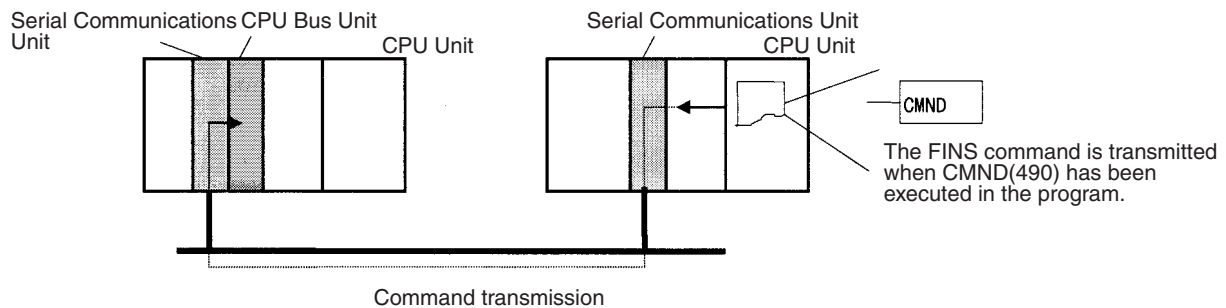 Serial Communications
Unit
CPU Bus Unit
CPU Unit
Serial Communications Unit
CPU Unit
CMND
The FINS command is transmitted
when CMND(490) has been
executed in the program.
Command transmission